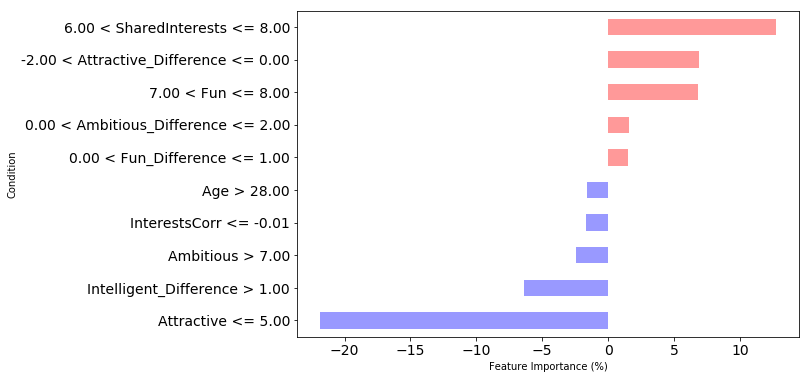 6.00 < SharedInterests <= 8.00
-2.00 < Attractive_Difference <= 0.00
7.00 < Fun <= 8.00
0.00 < Ambitious_Difference <= 2.00
0.00 < Fun_Difference <= 1.00
Age > 28.00
InterestsCorr <= -0.01
Ambitious > 7.00
Intelligent_Difference > 1.00
Attractive <= 5.00
Condition
−20 −15 −10 −5 0 5 10
Feature Importance (%)